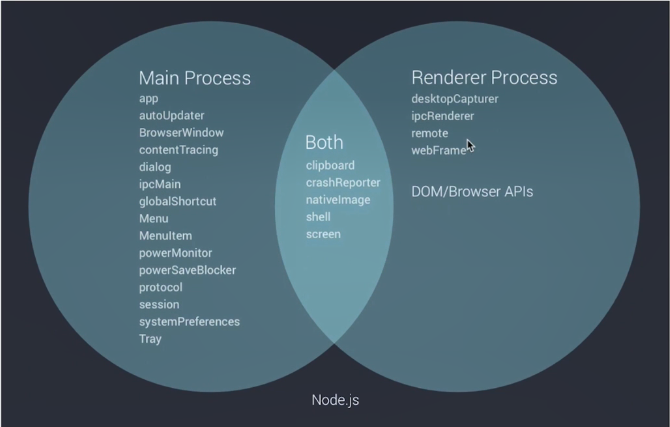 Main Process
app
autoUpdater
BrowserWindow
contentTracing
dialog
ipcMain
globalShortcut
Menu
MenuItem
powerMonitor
powerSaveBlocker
protocol
session
systemPreferences
Tray
Both
clipboard
crashReporter
nativeImage
shell
screen
Renderer Process
desktopCapturer
ipcRenderer
remote
webFrame
DOM/Browser APIs
Node.js